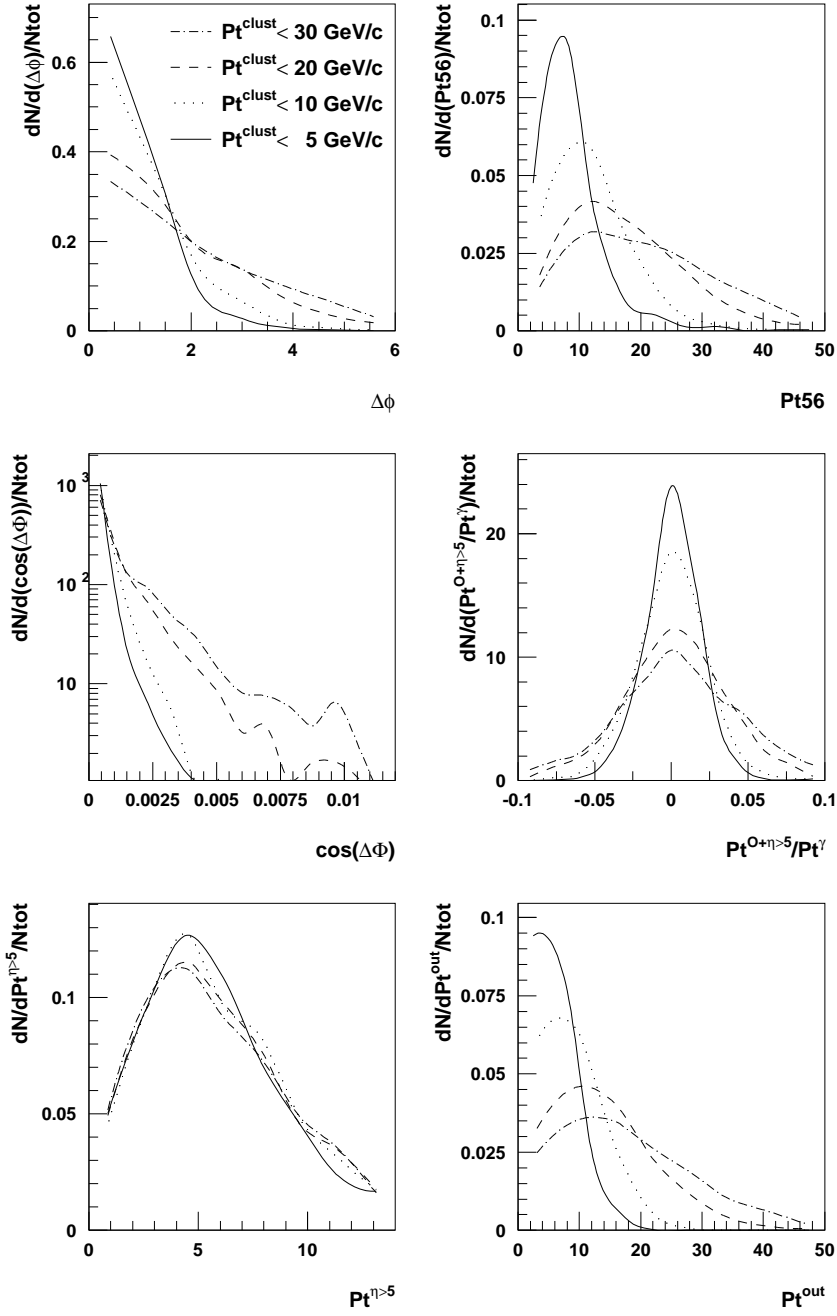 dN/d(Δϕ)/Ntot
0.6
0.4
0.2
0
Pt^clust < 30 GeV/c
Pt^clust < 20 GeV/c
Pt^clust < 10 GeV/c
Pt^clust < 5 GeV/c
0 2 4 6
Δϕ
dN/d(Pt56)/Ntot
0.1
0.075
0.05
0.025
0
0 10 20 30 40 50
Pt56
dN/d(cos(ΔΦ))/Ntot
10^3
10^2
10
0 0.0025 0.005 0.0075 0.01
cos(ΔΦ)
dN/d(Pt^O+η>5/Pt^γ)/Ntot
20
10
0
-0.1 -0.05 0 0.05 0.1
Pt^O+η>5/Pt^γ
dN/dPt^η>5/Ntot
0.1
0.05
0
0 5 10
Pt^η>5
dN/dPt^out/Ntot
0.1
0.075
0.05
0.025
0
0 10 20 30 40 50
Pt^out